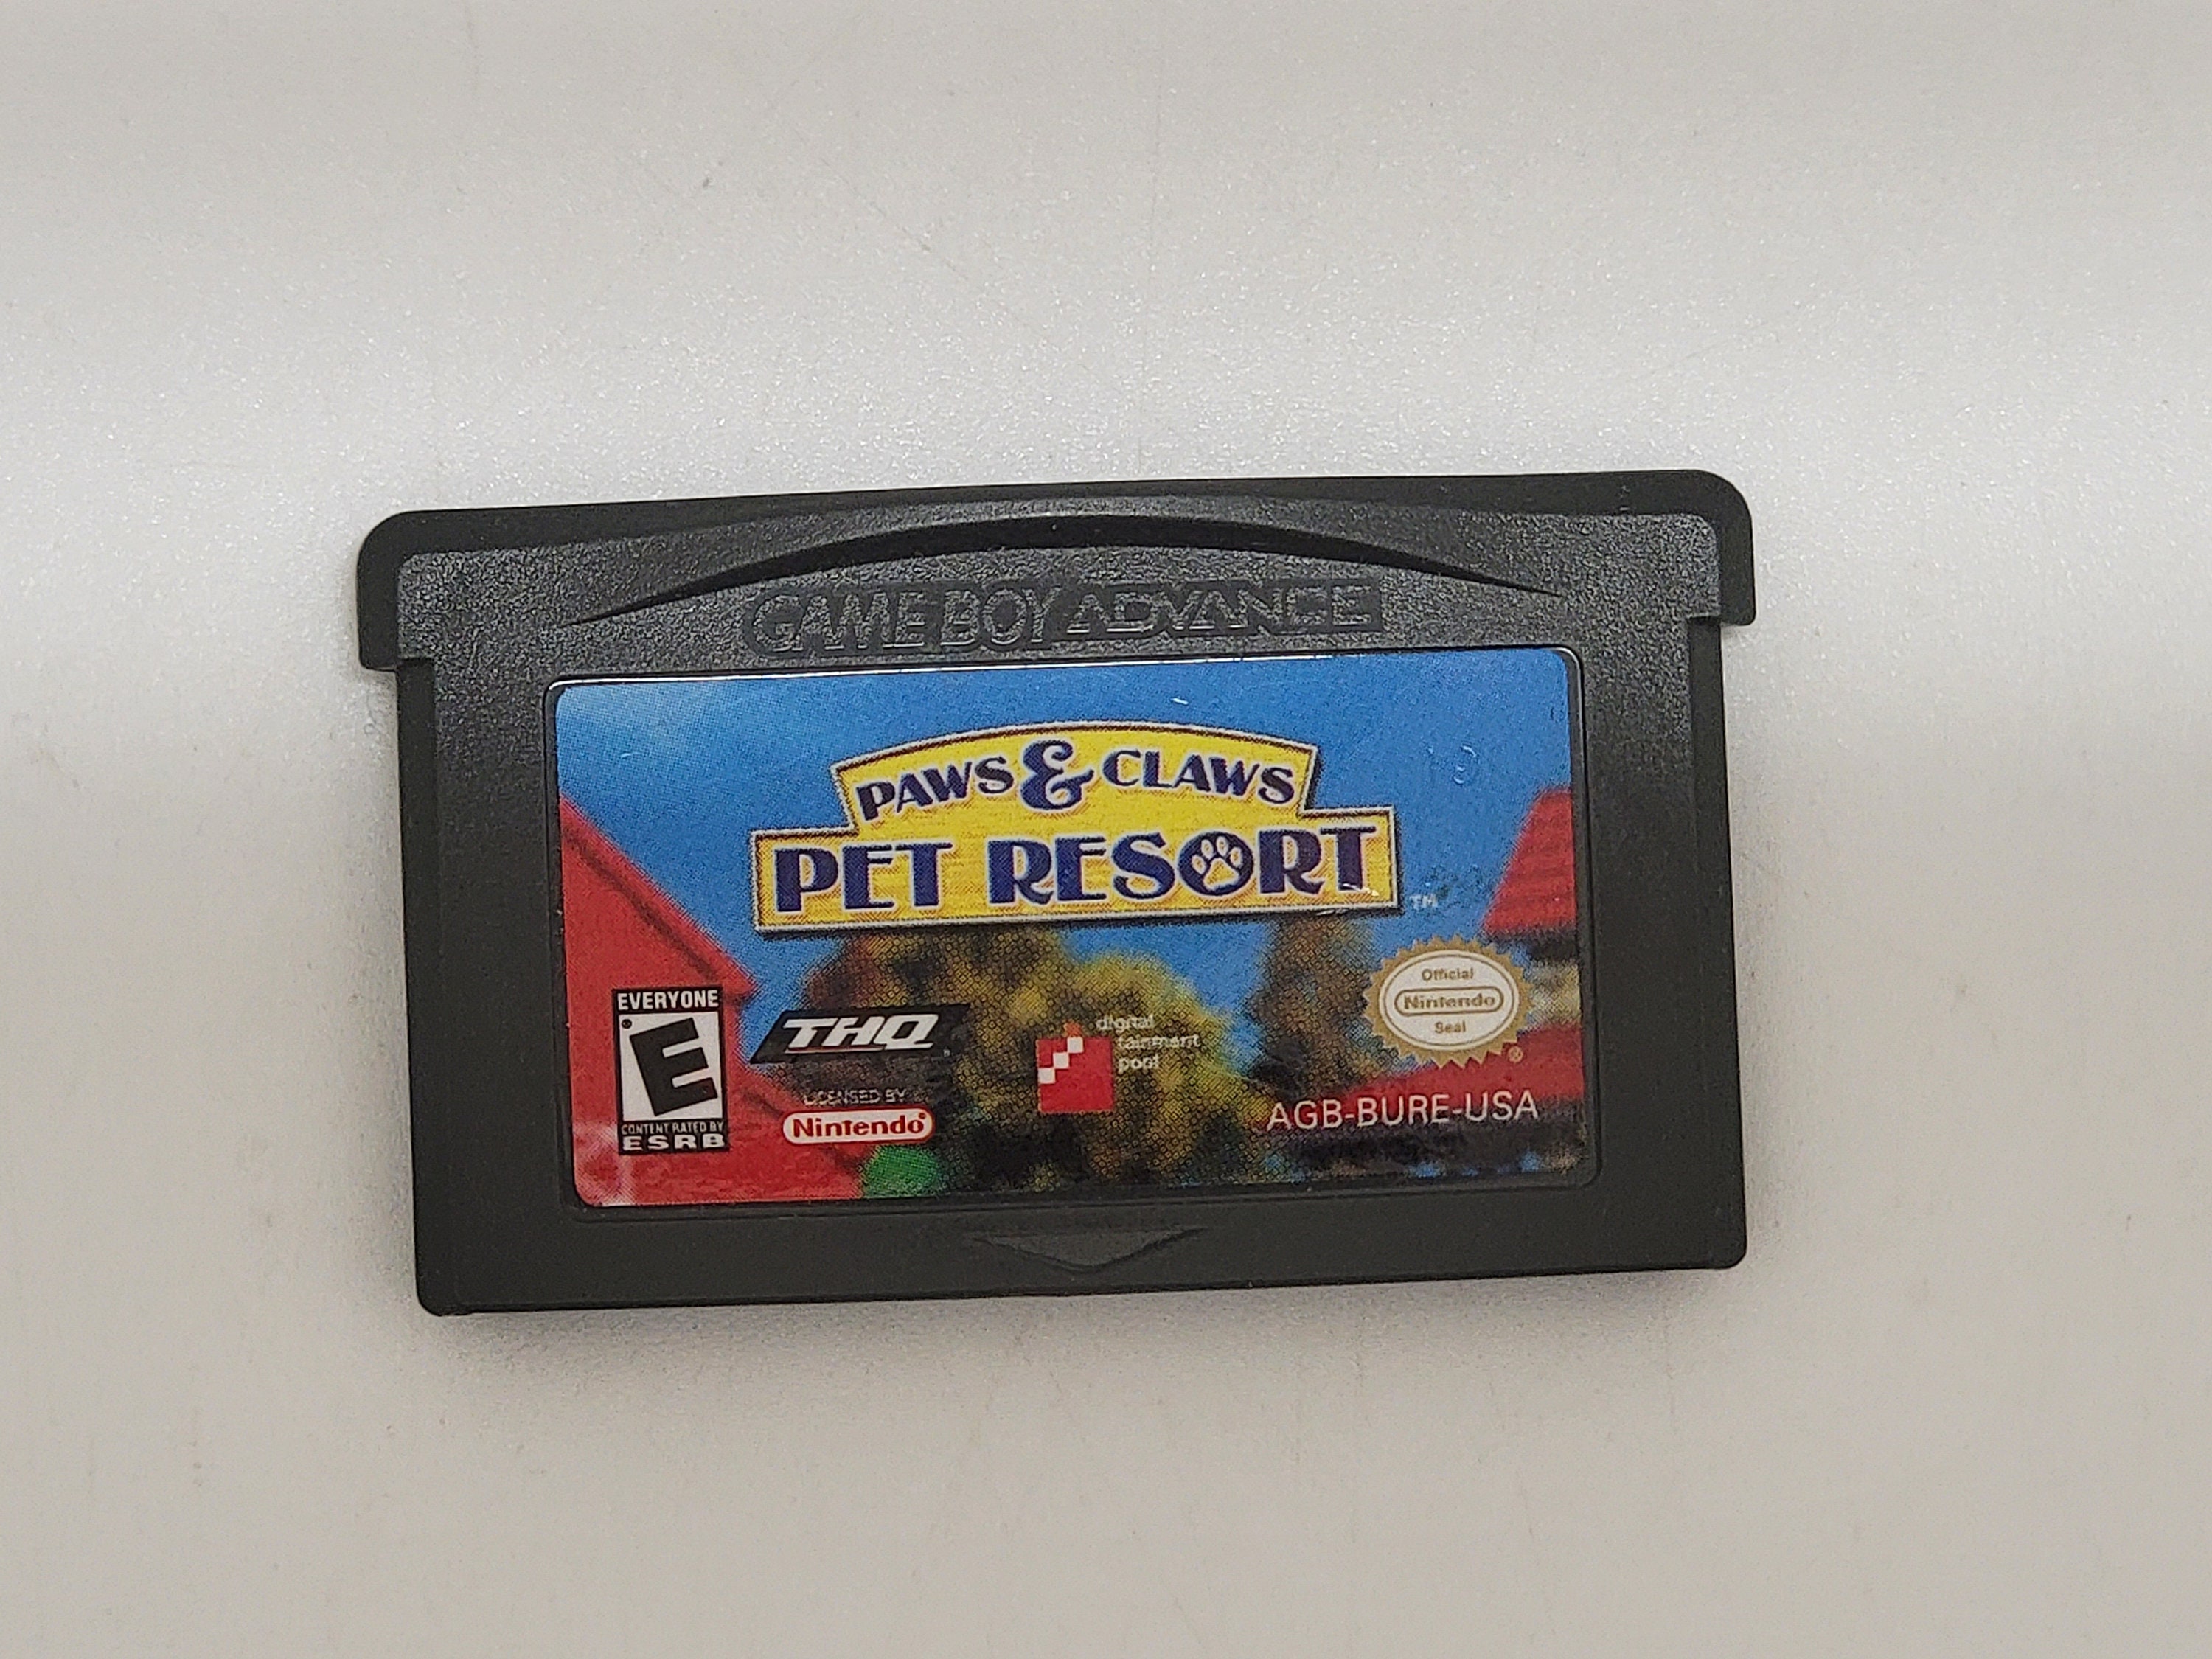 GAME BOY ADVANCE
PAWS & CLAWS
PET RESORT
TM
EVERYONE
E
CONTENT RATED BY
ESRB
THQ
LICENSED BY
Nintendo
digital
tainment
pool
Official
Nintendo
Seal
®
AGB-BURE-USA